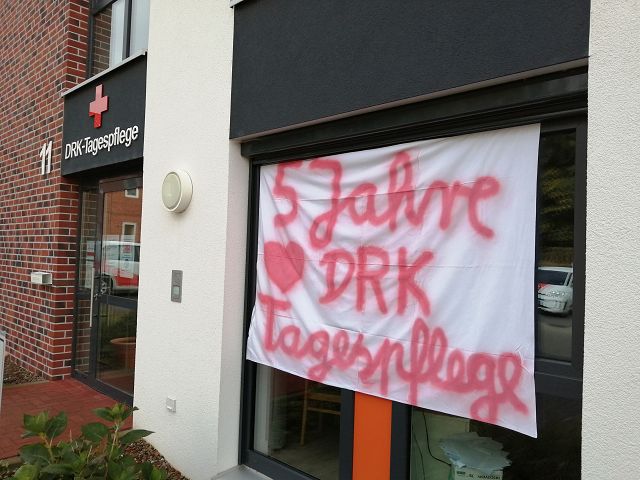 11
DRK-Tagespflege
5 Jahre
DRK
Tagespflege